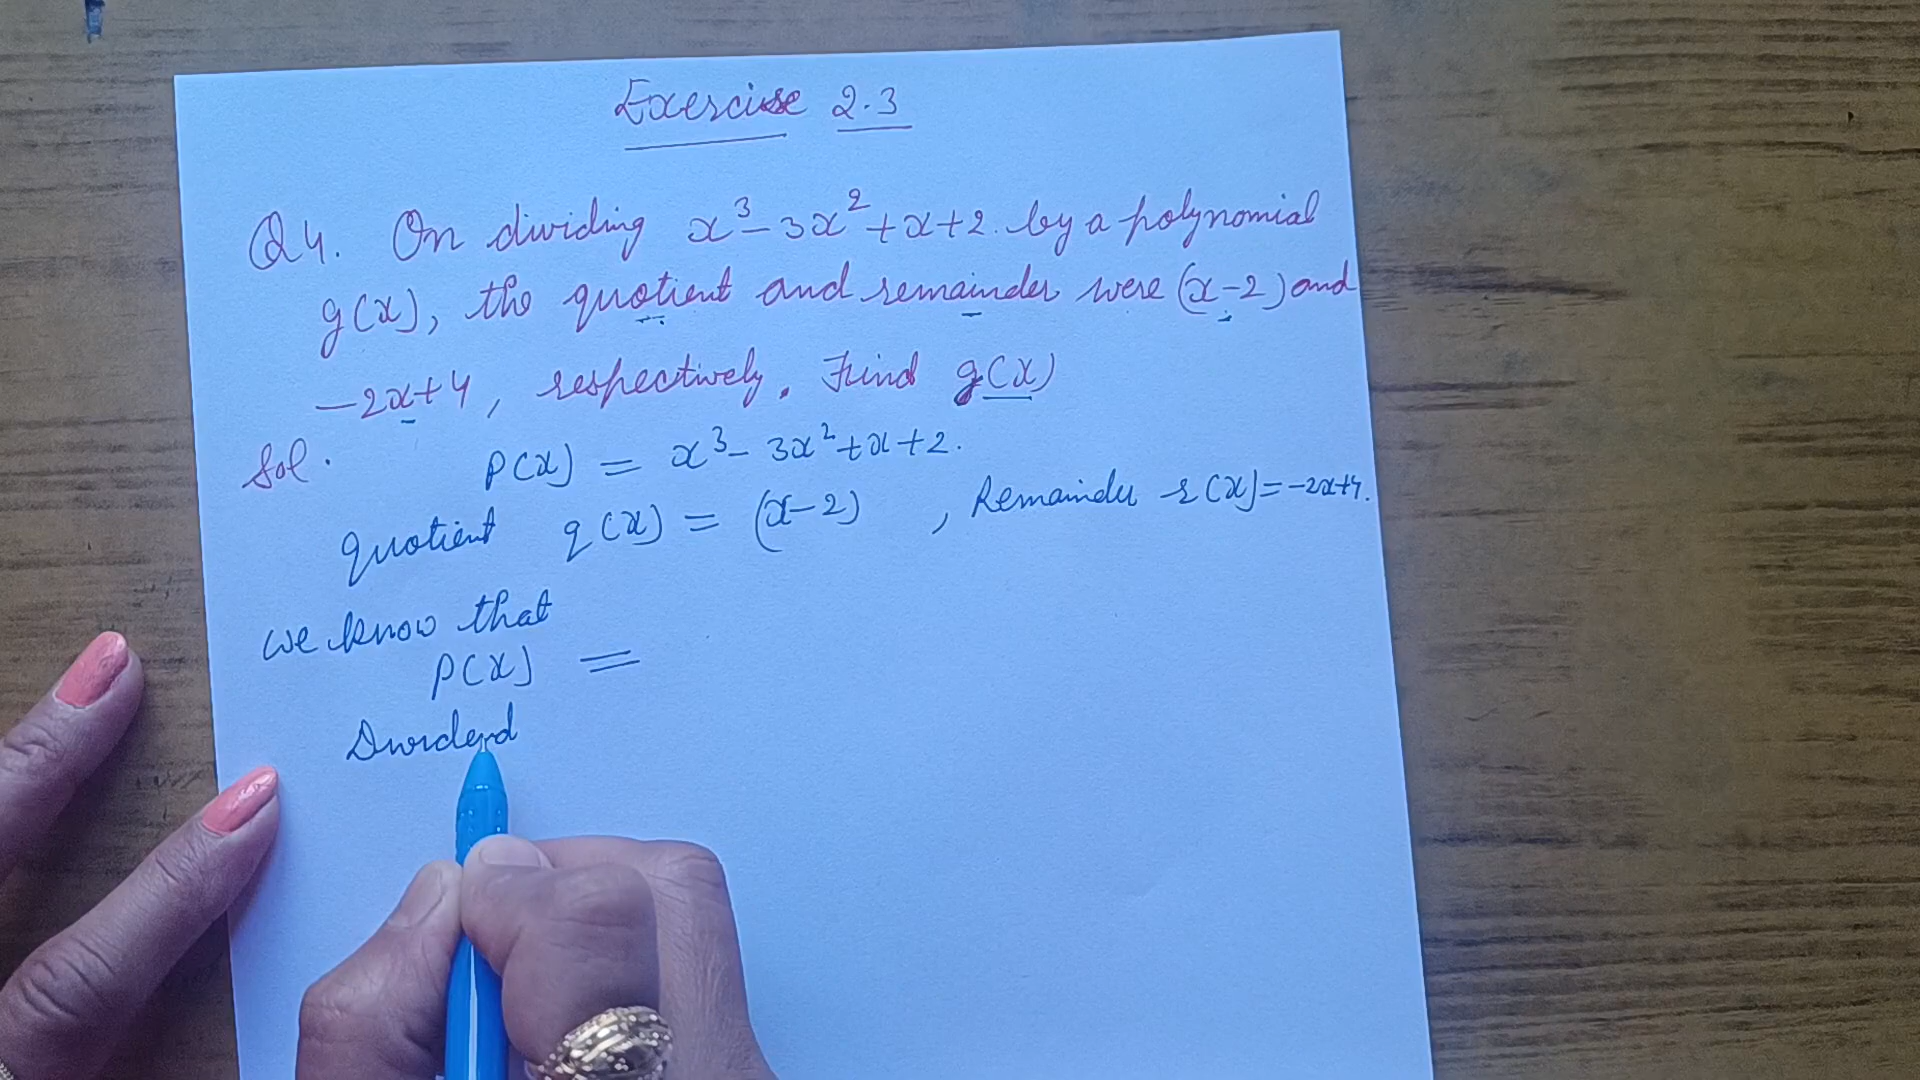 Exercise 2.3
Q4. On dividing x³-3x²+x+2. by a polynomial
g(x), the quotient and remainder were (x-2) and
-2x+4, respectively. Find g(x)
Sol. P(x) = x³- 3x²+x+2.
quotient q(x) = (x-2) , Remainder r(x)=-2x+4.
we know that
P(x) =
Dividend